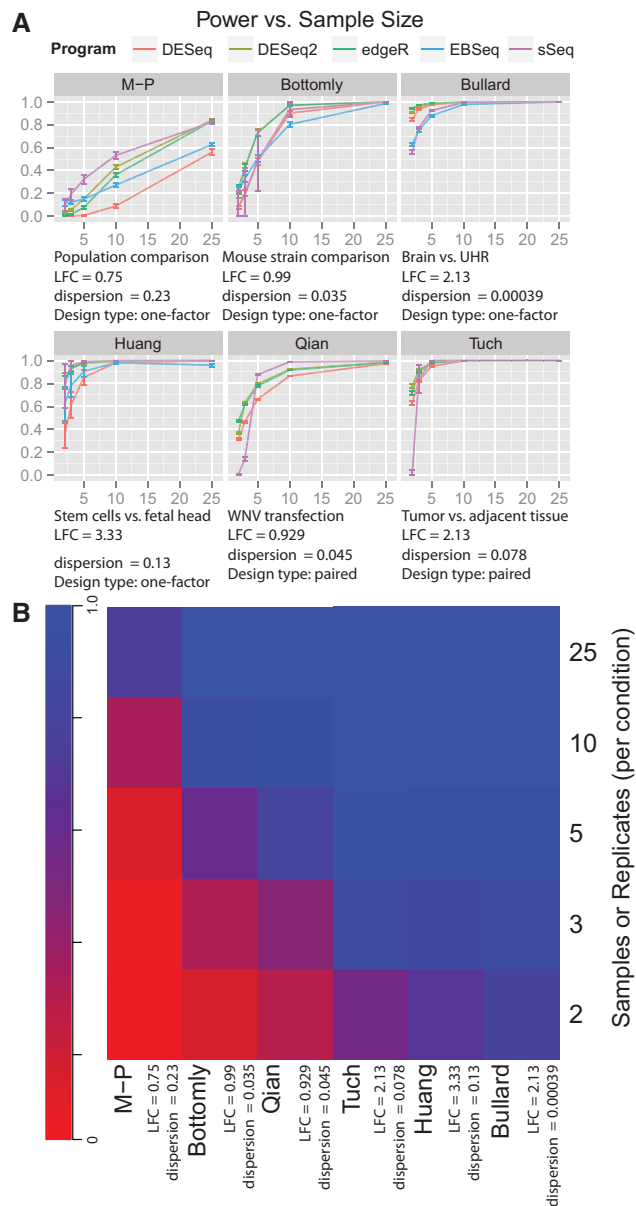 A
Power vs. Sample Size
Program DESeq DESeq2 edgeR EBSeq sSeq
M−P Bottomly Bullard
1.0
0.8
0.6
0.4
0.2
0.0
5 10 15 20 25 5 10 15 20 25 5 10 15 20 25
Population comparison
LFC = 0.75
dispersion = 0.23
Design type: one-factor
Mouse strain comparison
LFC = 0.99
dispersion = 0.035
Design type: one-factor
Brain vs. UHR
LFC = 2.13
dispersion = 0.00039
Design type: one-factor
Huang Qian Tuch
1.0
0.8
0.6
0.4
0.2
0.0
5 10 15 20 25 5 10 15 20 25 5 10 15 20 25
Stem cells vs. fetal head
LFC = 3.33
dispersion = 0.13
Design type: one-factor
WNV transfection
LFC = 0.929
dispersion = 0.045
Design type: paired
Tumor vs. adjacent tissue
LFC = 2.13
dispersion = 0.078
Design type: paired
B
1.0
0
25
10
5
3
2
Samples or Replicates (per condition)
M−P
LFC = 0.75
dispersion = 0.23
Bottomly
LFC = 0.99
dispersion = 0.035
Qian
LFC = 0.929
dispersion = 0.045
Tuch
LFC = 2.13
dispersion = 0.078
Huang
LFC = 3.33
dispersion = 0.13
Bullard
LFC = 2.13
dispersion = 0.00039